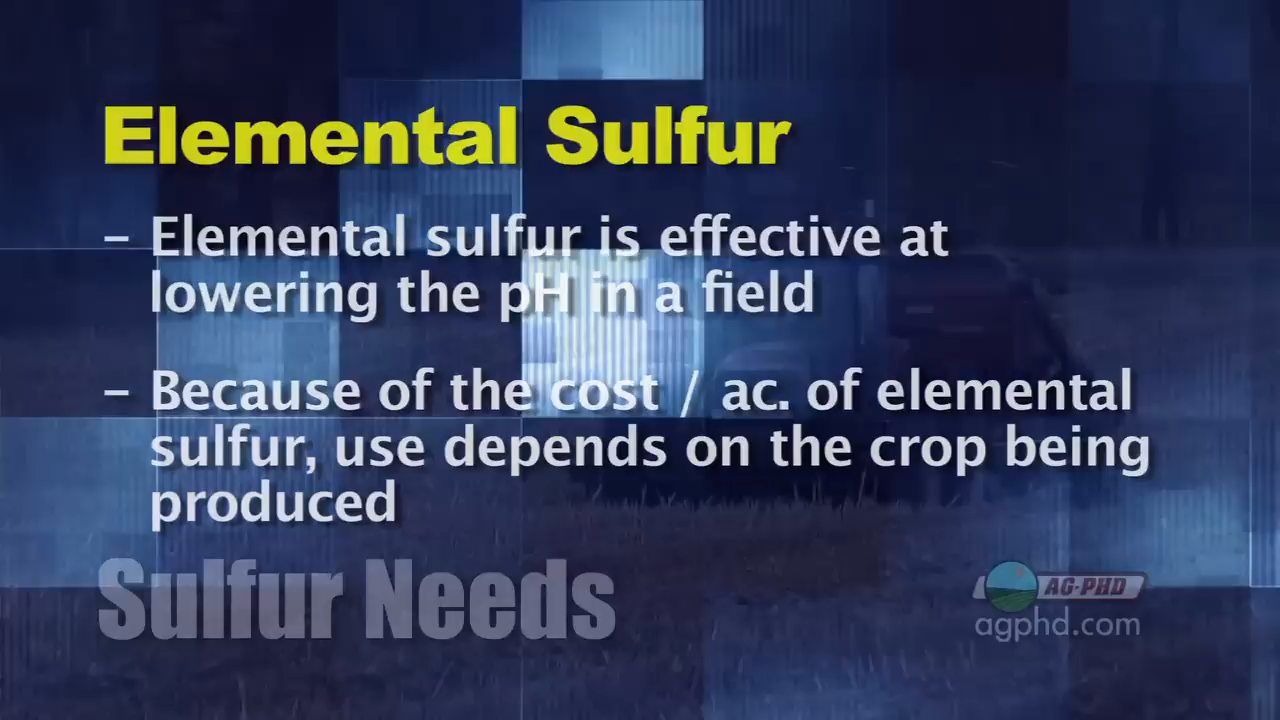 Elemental Sulfur
– Elemental sulfur is effective at
lowering the pH in a field
– Because of the cost / ac. of elemental
sulfur, use depends on the crop being
produced
Sulfur Needs
AG-PHD
agphd.com